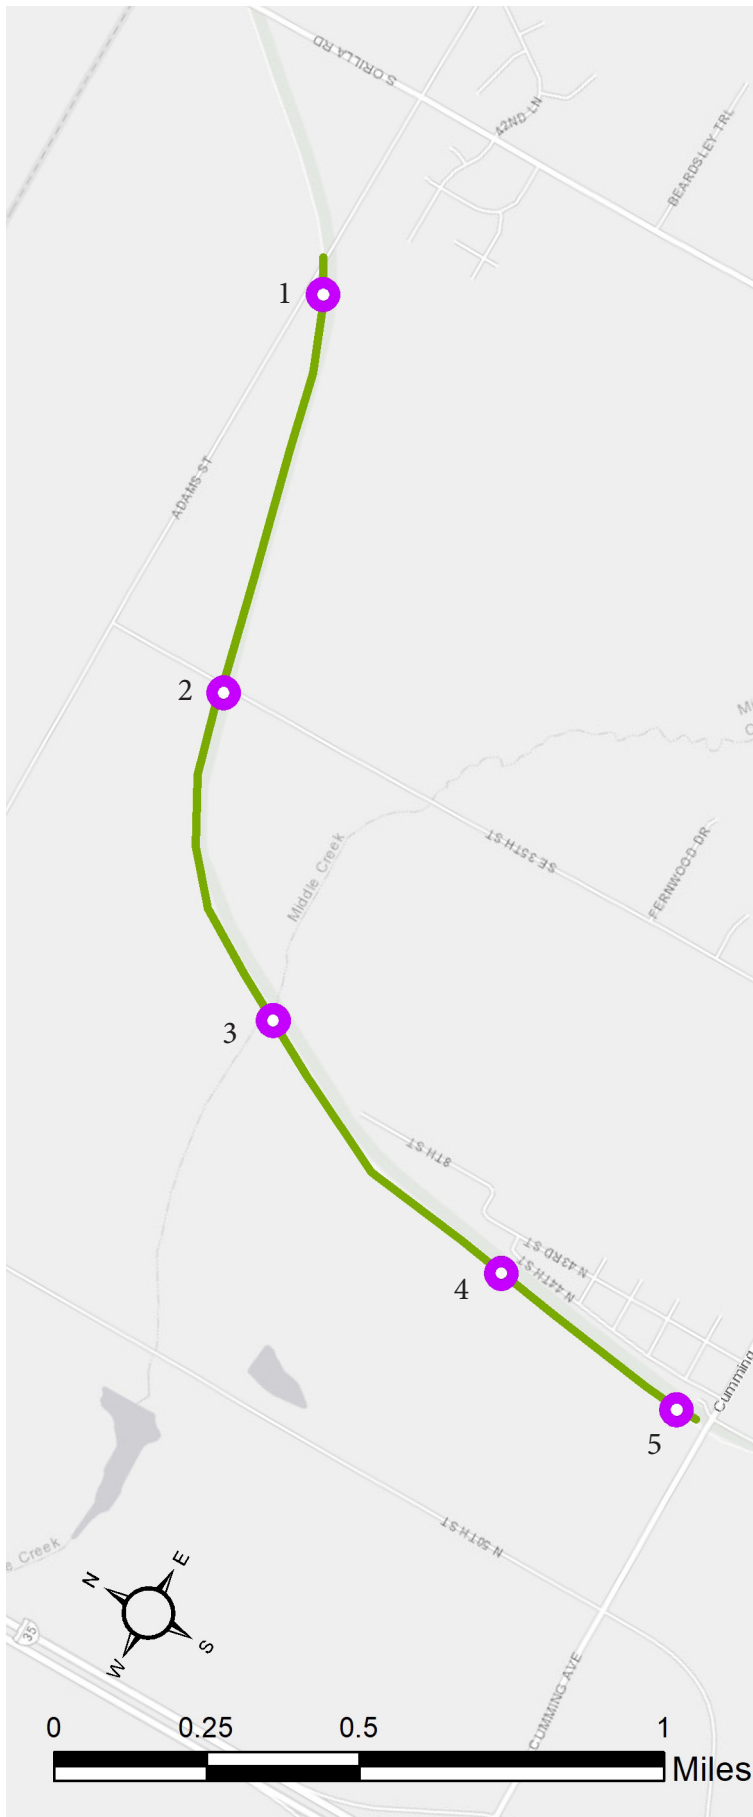 S ORILLA RD
42ND LN
BEARDSLEY TRL
1
ADAMS ST
2
SE 35TH ST
Middle Creek
FERNWOOD DR
3
8TH ST
N 43RD ST
N 44TH ST
4
Cumming
5
N 50TH ST
Creek
N
E
S
W
35
CUMMING AVE
0 0.25 0.5 1
Miles